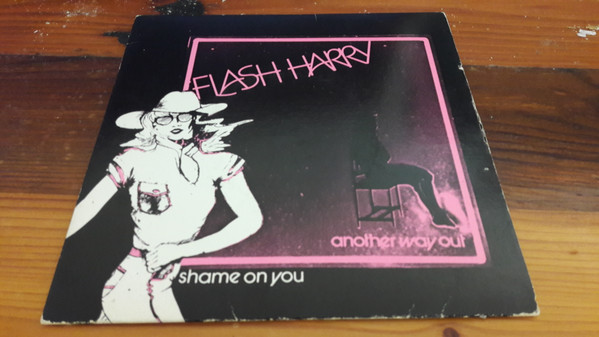 FLASH HARRY
another way out
shame on you